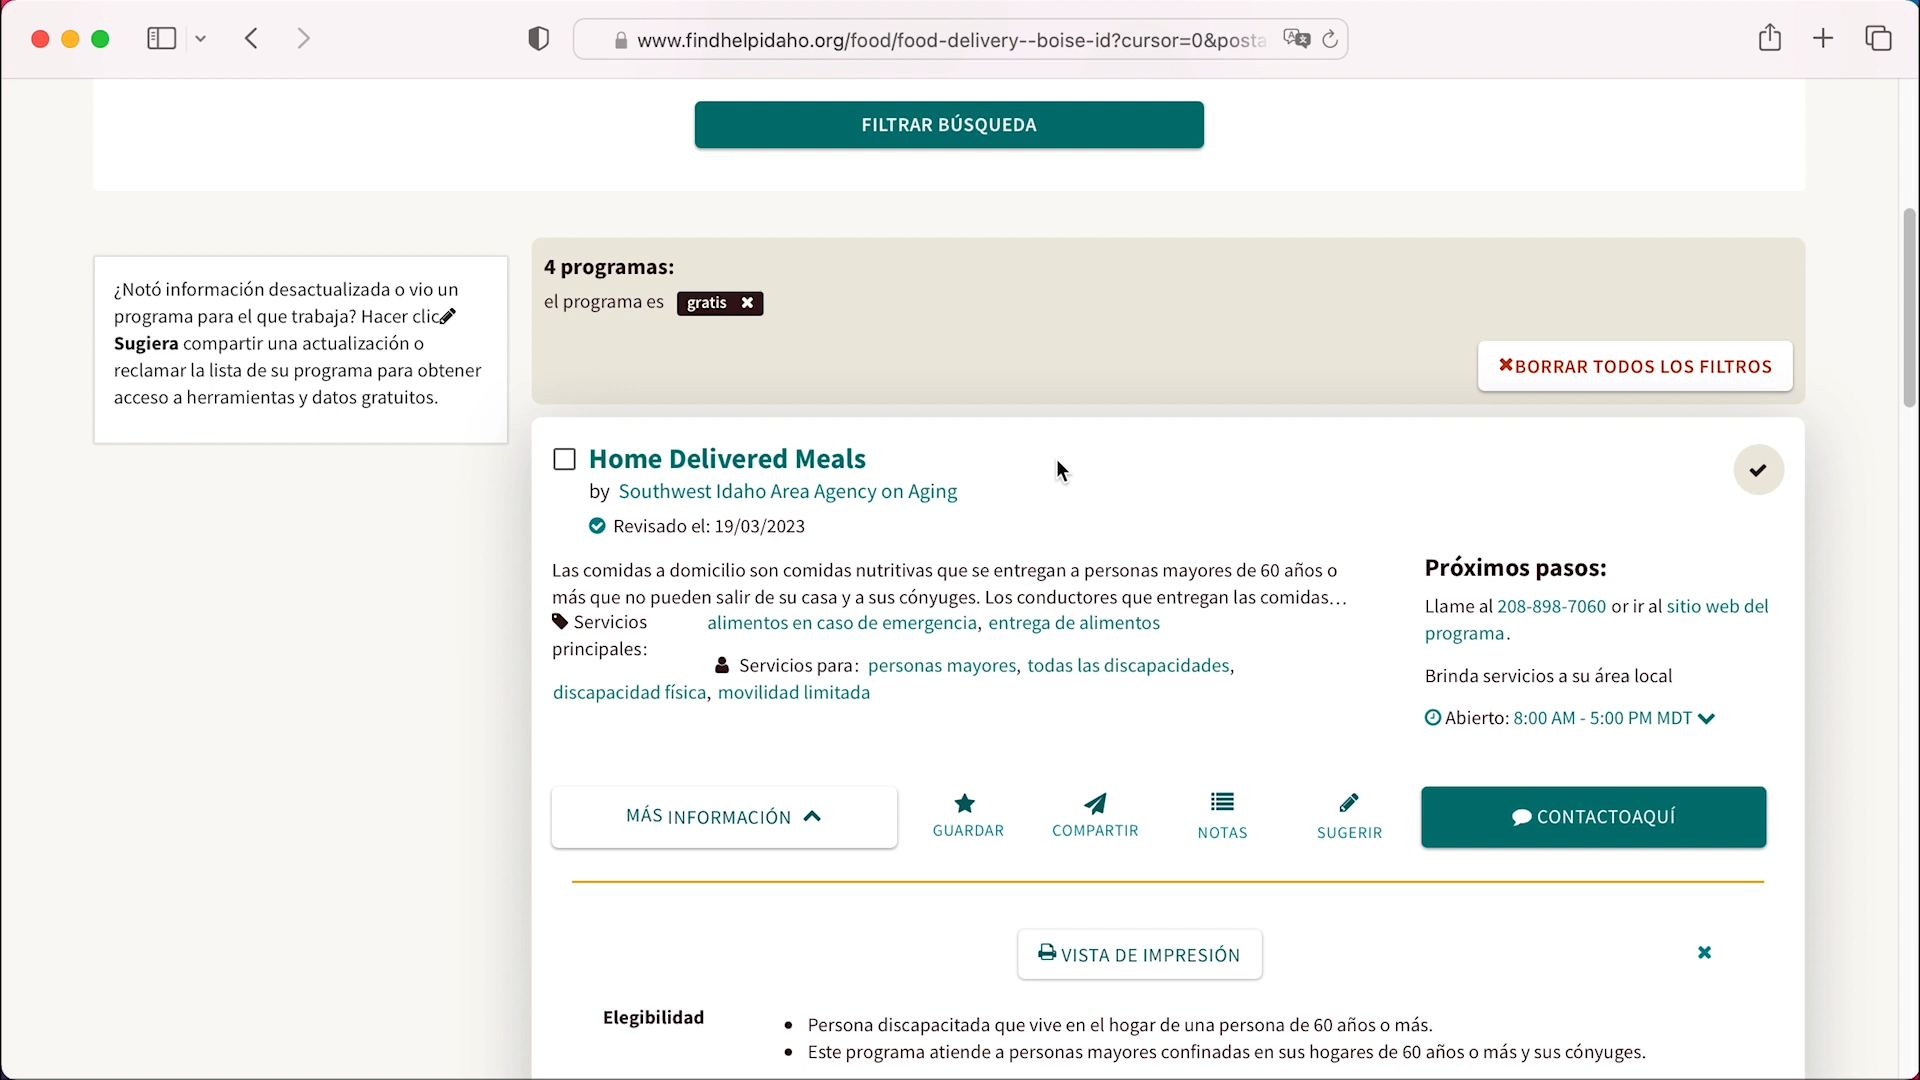 www.findhelpidaho.org/food/food-delivery--boise-id?cursor=0&posta
FILTRAR BÚSQUEDA
¿Notó información desactualizada o vio un
programa para el que trabaja? Hacer clic
Sugiera compartir una actualización o
reclamar la lista de su programa para obtener
acceso a herramientas y datos gratuitos.
4 programas:
el programa es gratis
BORRAR TODOS LOS FILTROS
Home Delivered Meals
by Southwest Idaho Area Agency on Aging
Revisado el: 19/03/2023
Las comidas a domicilio son comidas nutritivas que se entregan a personas mayores de 60 años o
más que no pueden salir de su casa y a sus cónyuges. Los conductores que entregan las comidas...
Servicios principales: alimentos en caso de emergencia, entrega de alimentos
Servicios para: personas mayores, todas las discapacidades,
discapacidad física, movilidad limitada
Próximos pasos:
Llame al 208-898-7060 or ir al sitio web del
programa.
Brinda servicios a su área local
Abierto: 8:00 AM - 5:00 PM MDT
MÁS INFORMACIÓN
GUARDAR
COMPARTIR
NOTAS
SUGERIR
CONTACTOAQUÍ
VISTA DE IMPRESIÓN
Elegibilidad
• Persona discapacitada que vive en el hogar de una persona de 60 años o más.
• Este programa atiende a personas mayores confinadas en sus hogares de 60 años o más y sus cónyuges.